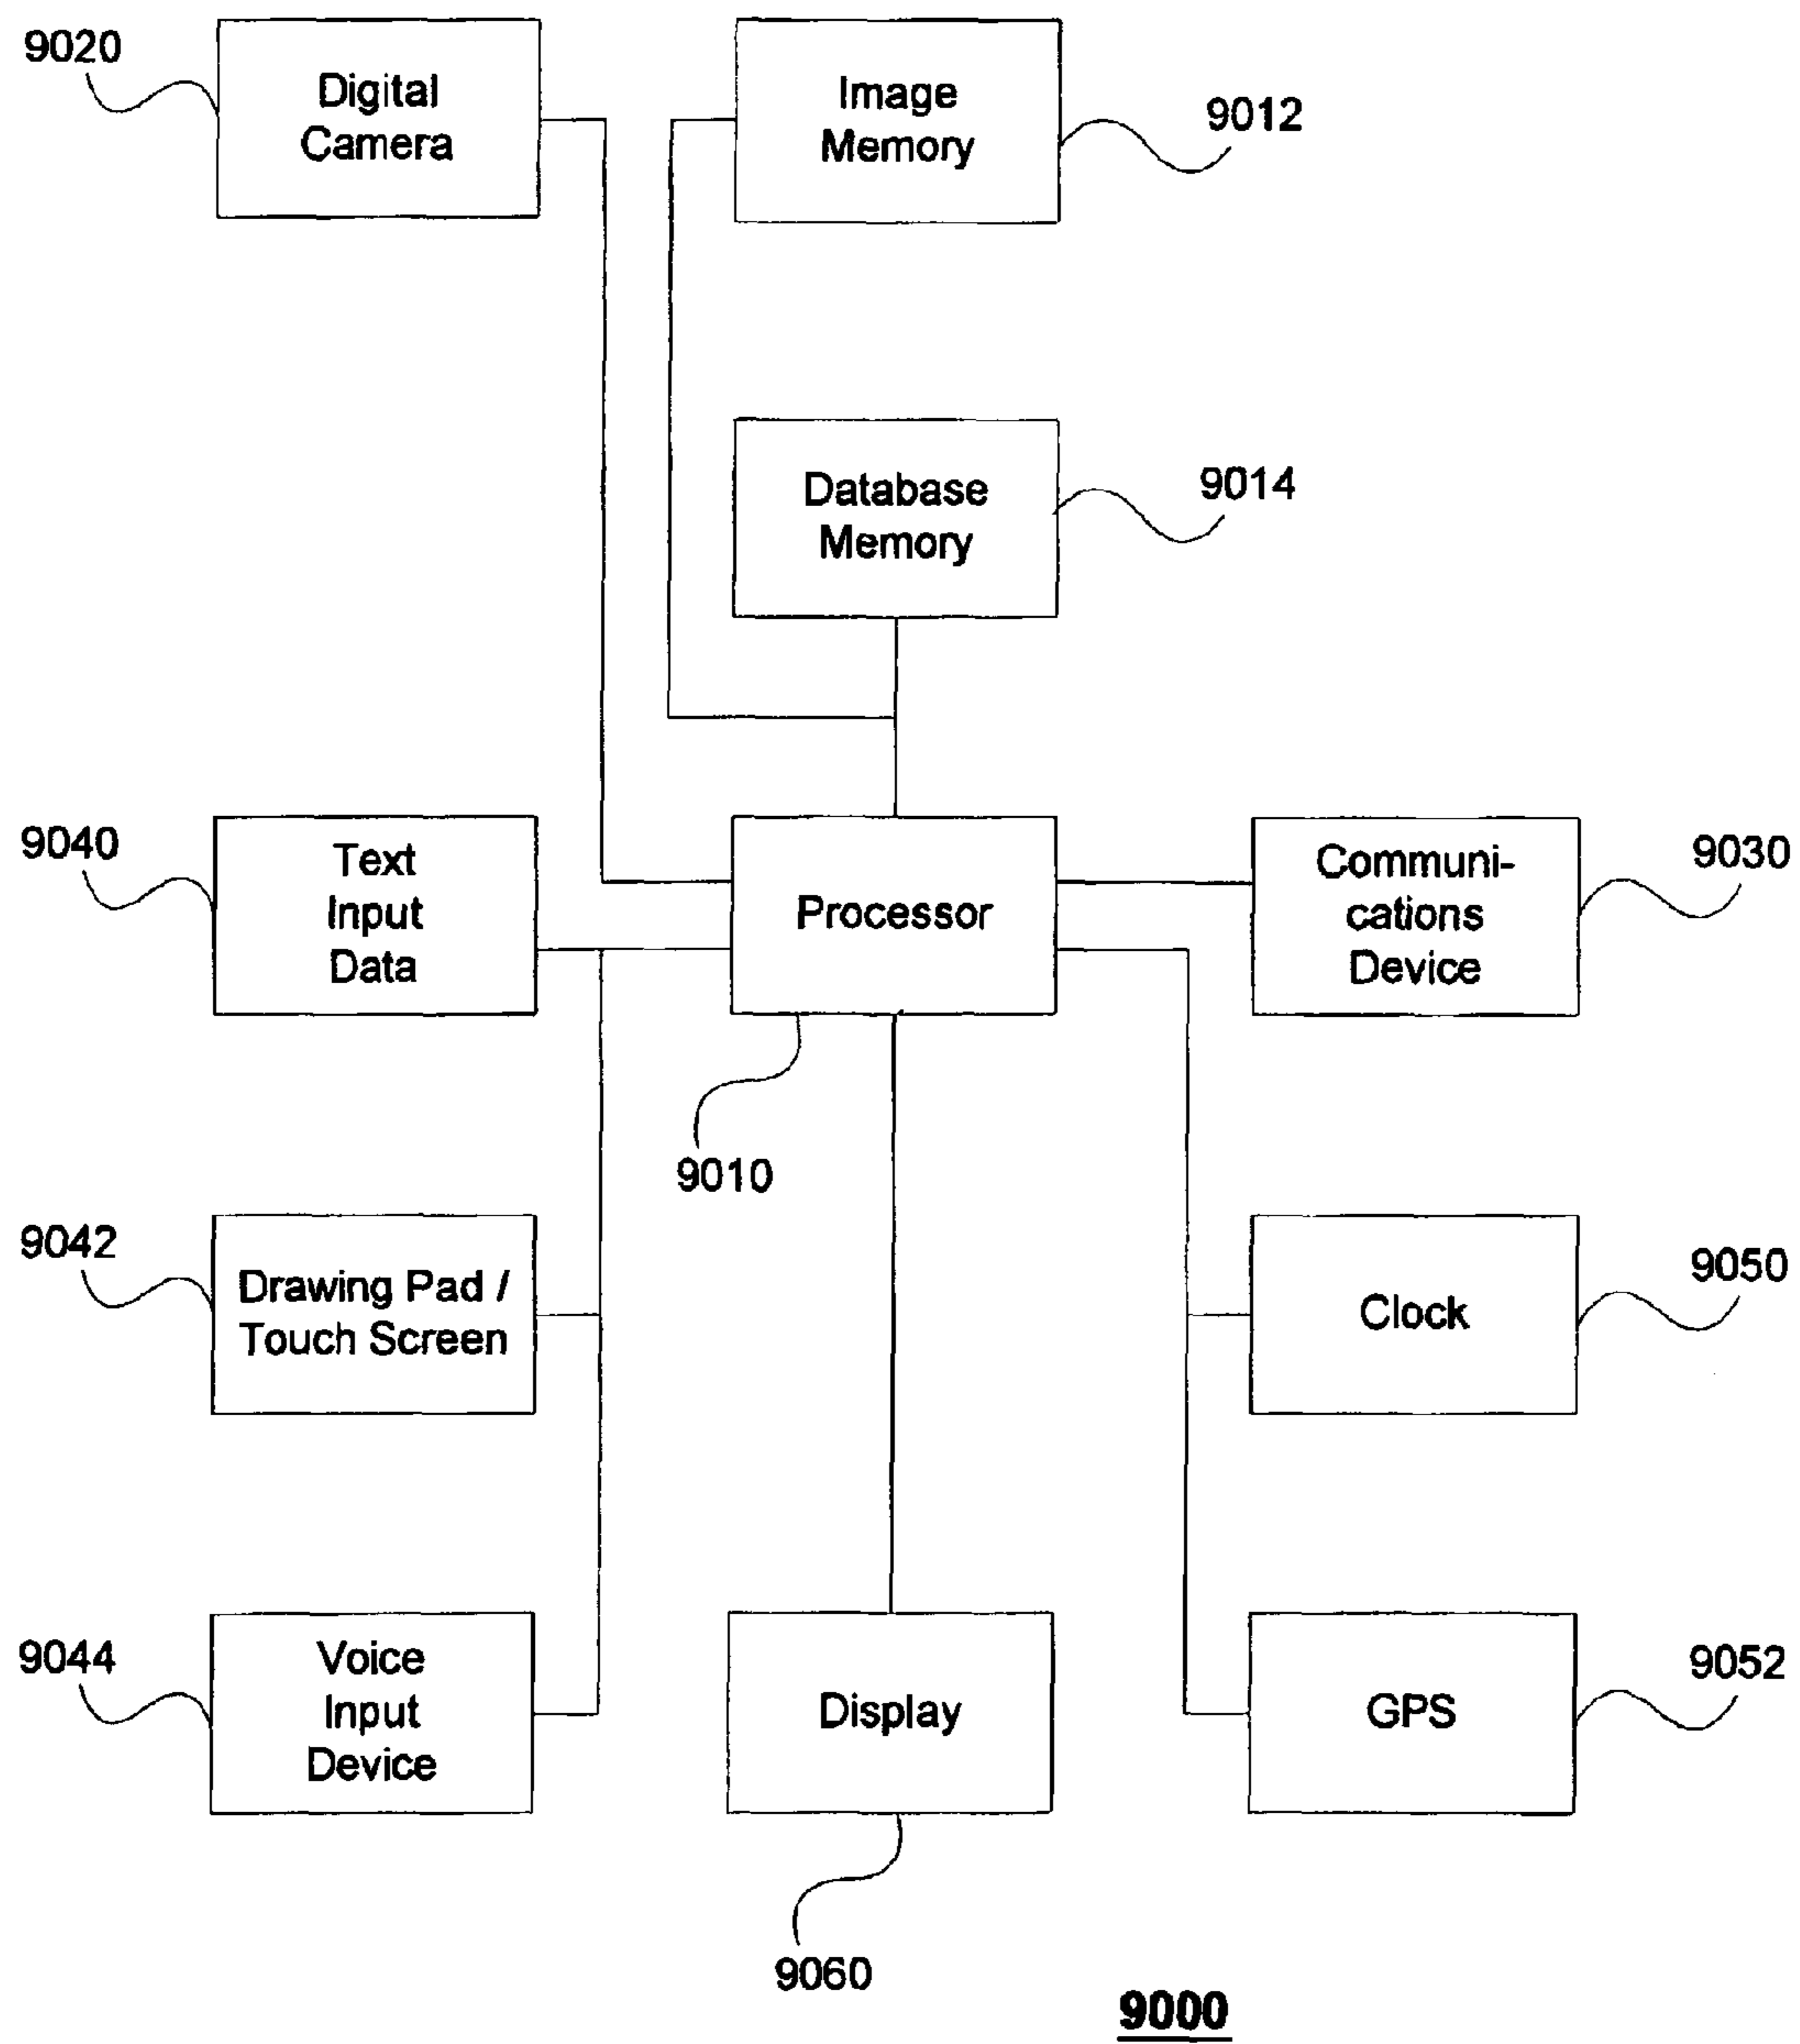 9020
Digital
Camera
Image
Memory
9012
Database
Memory
9014
9040
Text
Input
Data
Processor
9010
Communi-
cations
Device
9030
9042
Drawing Pad /
Touch Screen
Clock
9050
9044
Voice
Input
Device
Display
9060
GPS
9052
9000